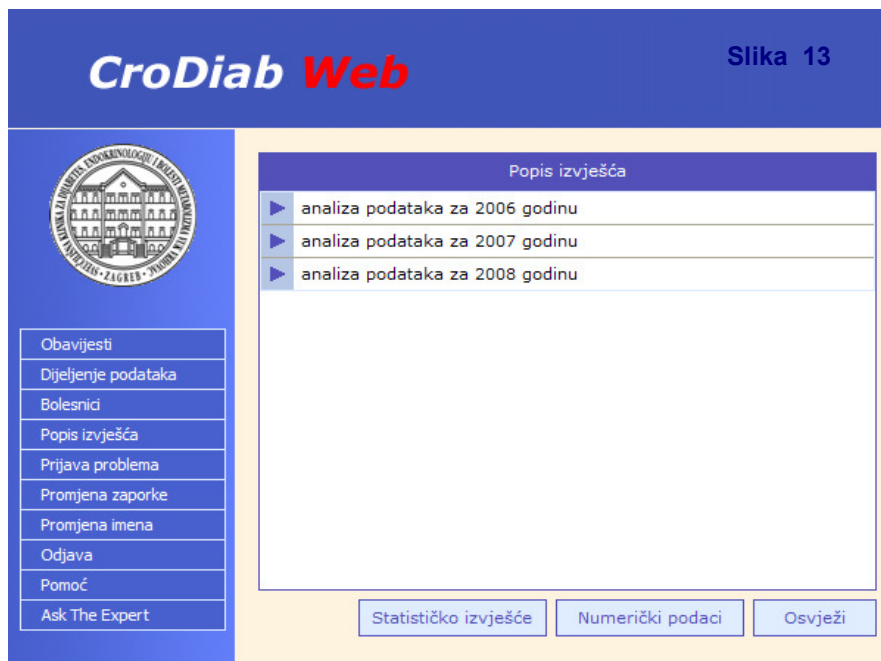 CroDiab Web
Slika 13
ZAGREB
Popis izvješća
analiza podataka za 2006 godinu
analiza podataka za 2007 godinu
analiza podataka za 2008 godinu
Obavijesti
Dijeljenje podataka
Bolesnici
Popis izvješća
Prijava problema
Promjena zaporke
Promjena imena
Odjava
Pomoć
Ask The Expert
Statističko izvješće
Numerički podaci
Osvježi